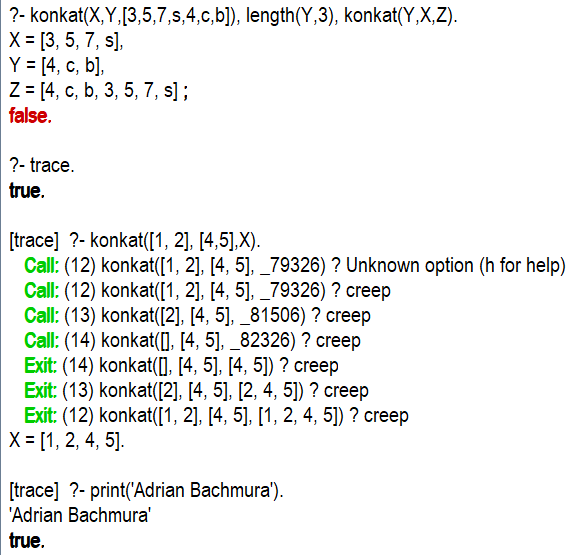 ?- konkat(X,Y,[3,5,7,s,4,c,b]), length(Y,3), konkat(Y,X,Z).
X = [3, 5, 7, s],
Y = [4, c, b],
Z = [4, c, b, 3, 5, 7, s] ;
false.
?- trace.
true.
[trace]  ?- konkat([1, 2], [4,5],X).
Call: (12) konkat([1, 2], [4, 5], _79326) ? Unknown option (h for help)
Call: (12) konkat([1, 2], [4, 5], _79326) ? creep
Call: (13) konkat([2], [4, 5], _81506) ? creep
Call: (14) konkat([], [4, 5], _82326) ? creep
Exit: (14) konkat([], [4, 5], [4, 5]) ? creep
Exit: (13) konkat([2], [4, 5], [2, 4, 5]) ? creep
Exit: (12) konkat([1, 2], [4, 5], [1, 2, 4, 5]) ? creep
X = [1, 2, 4, 5].
[trace]  ?- print('Adrian Bachmura').
'Adrian Bachmura'
true.